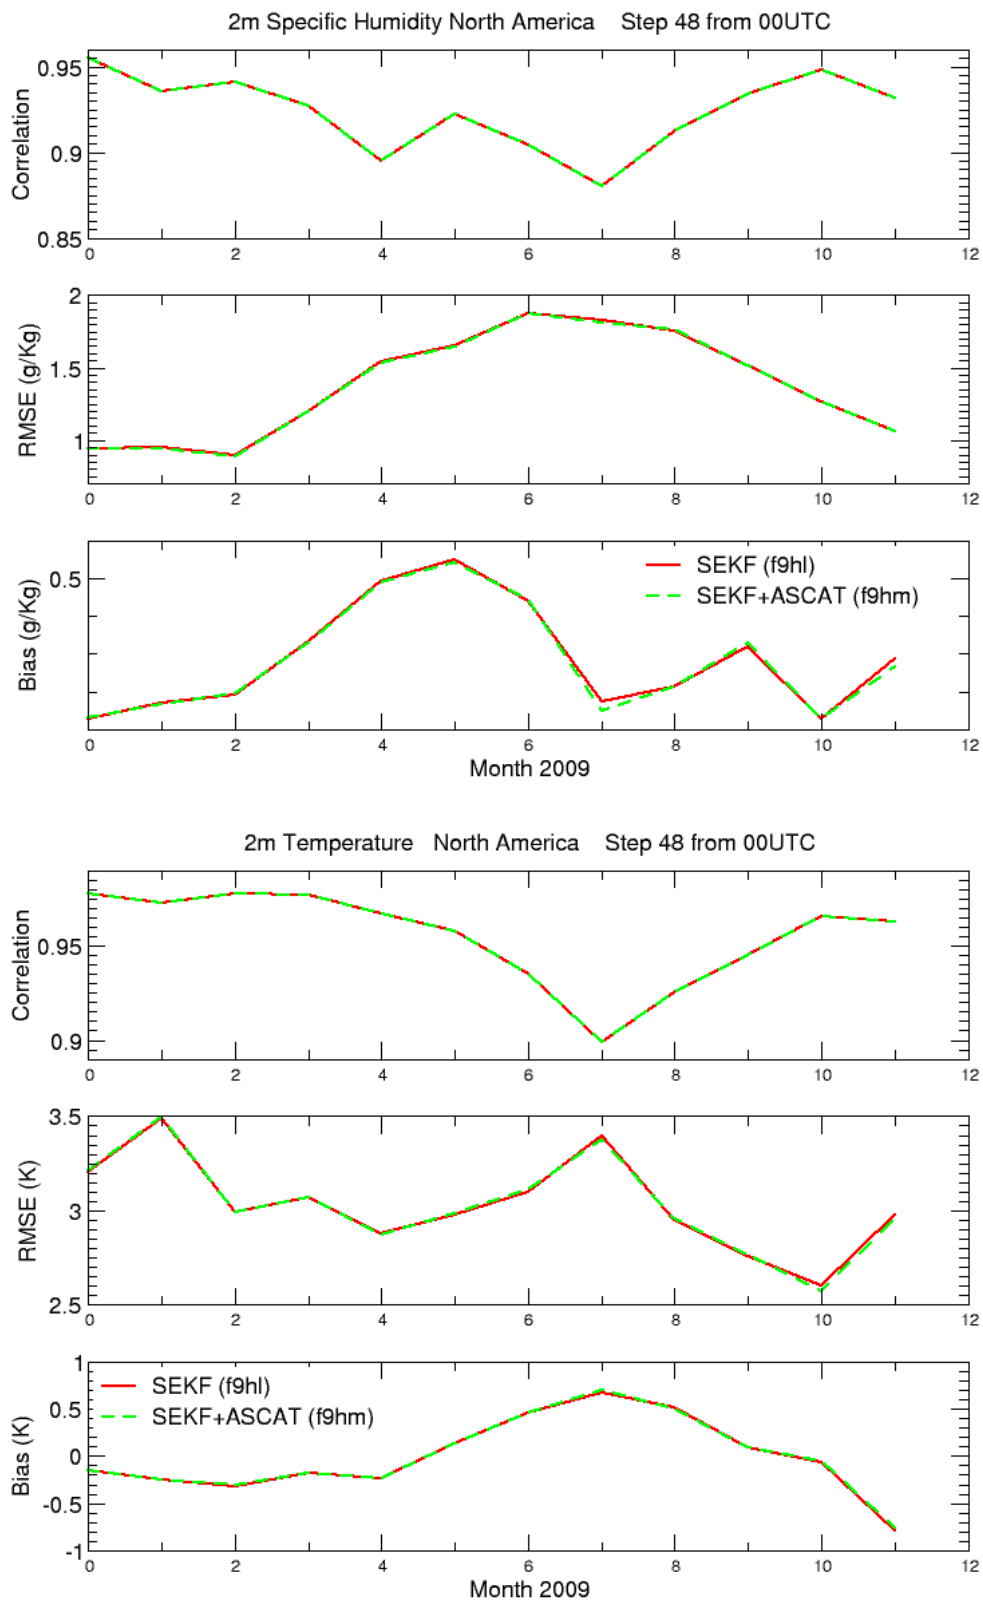 2m Specific Humidity North America Step 48 from 00UTC
0.95
0.9
0.85
Correlation
0 2 4 6 8 10 12
2
1.5
1
RMSE (g/Kg)
0 2 4 6 8 10 12
0.5
Bias (g/Kg)
SEKF (f9hl)
SEKF+ASCAT (f9hm)
0 2 4 6 8 10 12
Month 2009
2m Temperature North America Step 48 from 00UTC
0.95
0.9
Correlation
0 2 4 6 8 10 12
3.5
3
2.5
RMSE (K)
0 2 4 6 8 10 12
1
0.5
0
-0.5
-1
Bias (K)
SEKF (f9hl)
SEKF+ASCAT (f9hm)
0 2 4 6 8 10 12
Month 2009